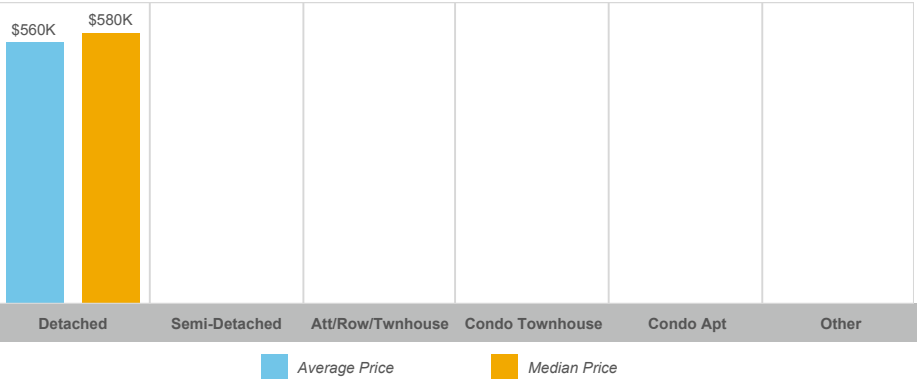 $560K
$580K
Detached Semi-Detached Att/Row/Twnhouse Condo Townhouse Condo Apt Other
Average Price Median Price